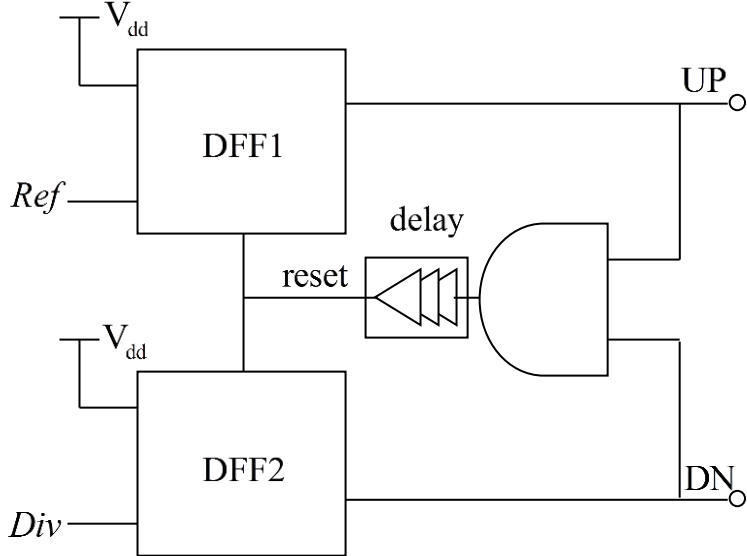 Vdd
UP
DFF1
Ref
delay
reset
Vdd
DFF2
DN
Div